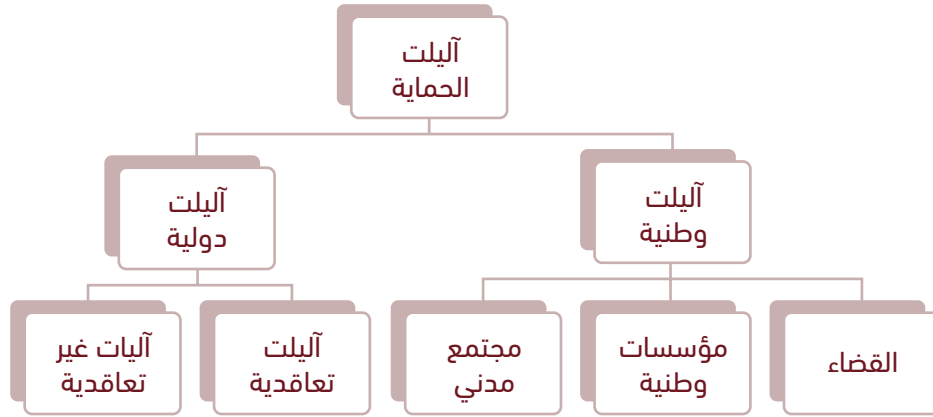 آليلت
الحماية
آليلت
وطنية
آليلت
دولية
القضاء
مؤسسات
وطنية
مجتمع
مدني
آليلت
تعاقدية
آليات غير
تعاقدية